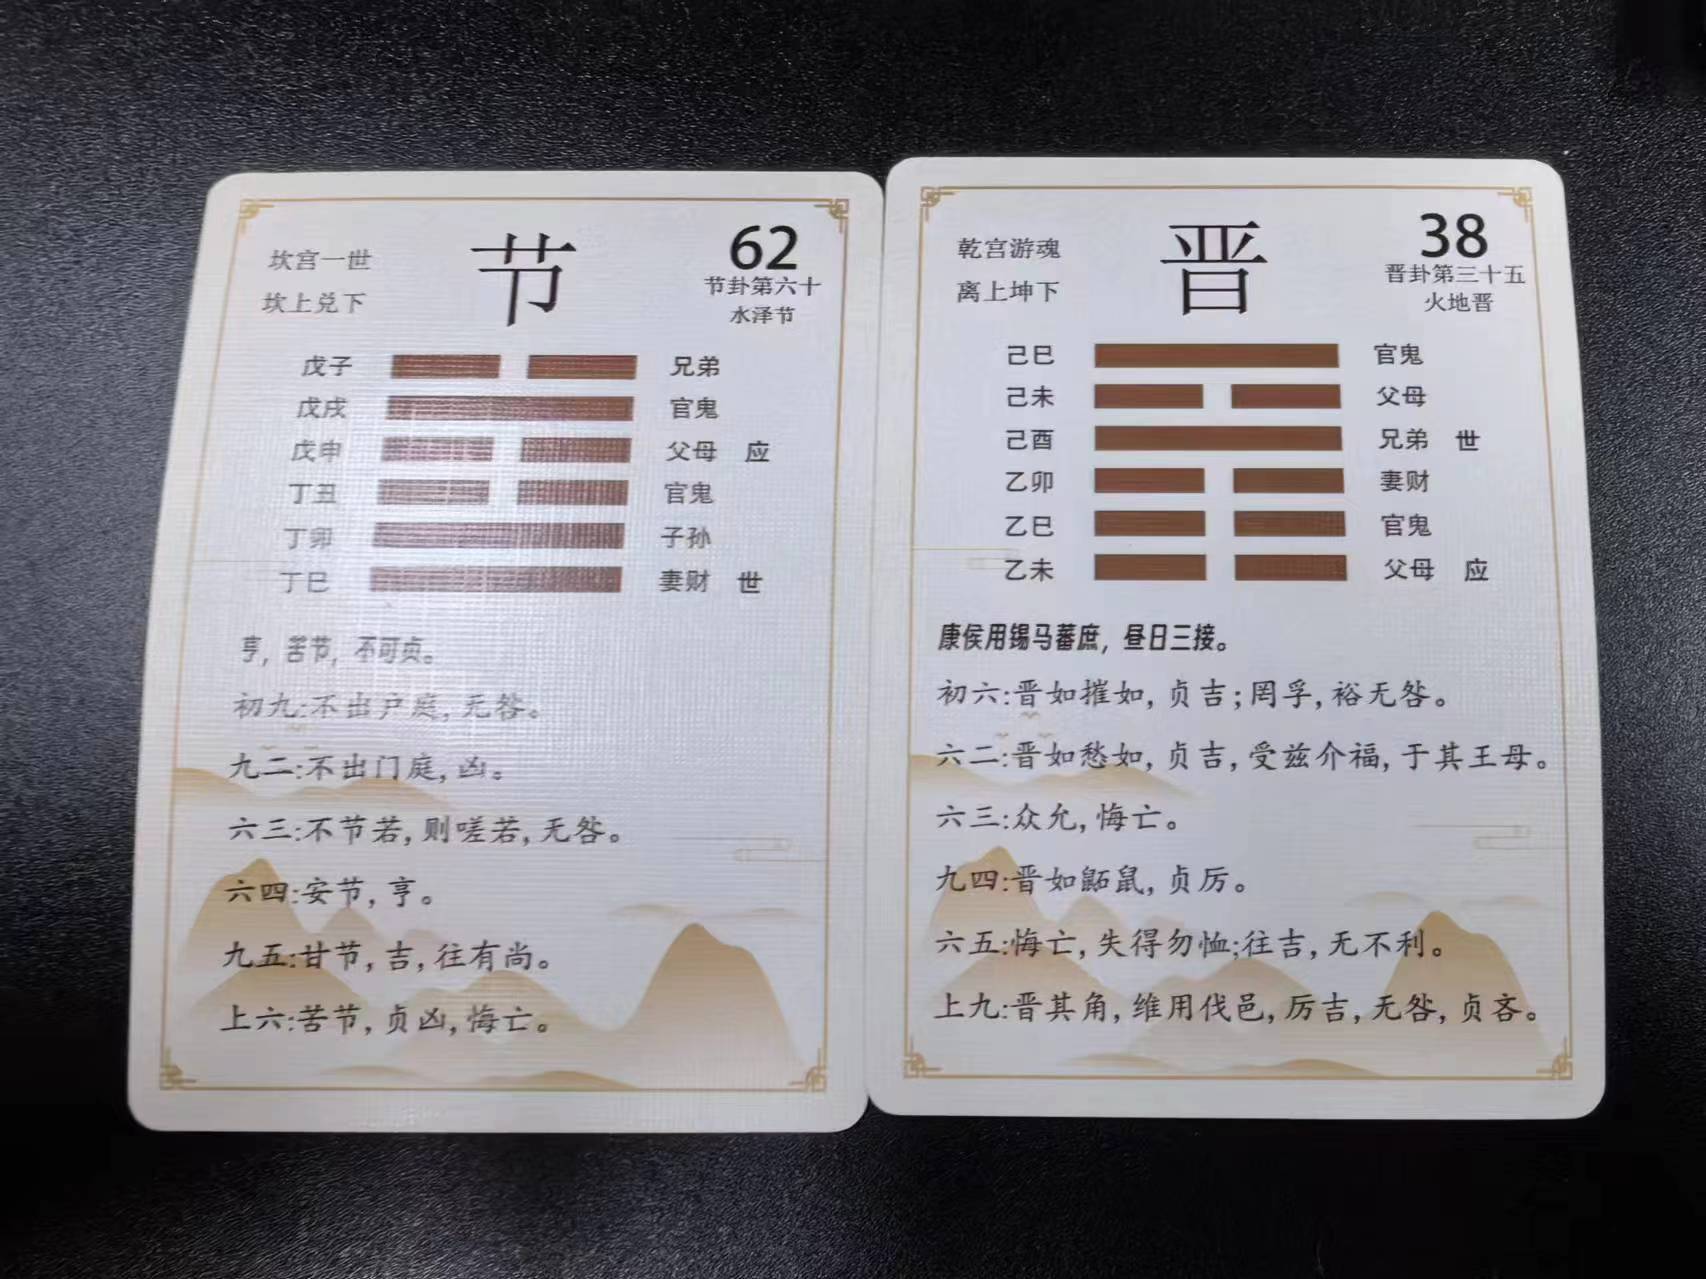 坎宫一世
坎上兑下
节
62
节卦第六十
水泽节
戊子 兄弟
戊戌 官鬼
戊申 父母 应
丁丑 官鬼
丁卯 子孙
丁巳 妻财 世
亨，苦节，不可贞。
初九:不出户庭,无咎。
九二:不出门庭,凶。
六三:不节若,则嗟若,无咎。
六四:安节,亨。
九五:甘节,吉,往有尚。
上六:苦节,贞凶,悔亡。
乾宫游魂
离上坤下
晋
38
晋卦第三十五
火地晋
己巳 官鬼
己未 父母
己酉 兄弟 世
乙卯 妻财
乙巳 官鬼
乙未 父母 应
康侯用锡马蕃庶，昼日三接。
初六:晋如摧如,贞吉;罔孚,裕无咎。
六二:晋如愁如,贞吉,受兹介福,于其王母。
六三:众允,悔亡。
九四:晋如鼫鼠,贞厉。
六五:悔亡,失得勿恤;往吉,无不利。
上九:晋其角,维用伐邑,厉吉,无咎,贞吝。